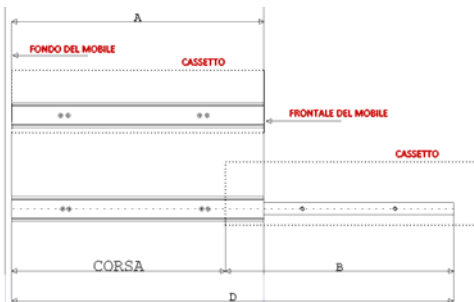 A
FONDO DEL MOBILE
CASSETTO
FRONTALE DEL MOBILE
CASSETTO
CORSA
B
D